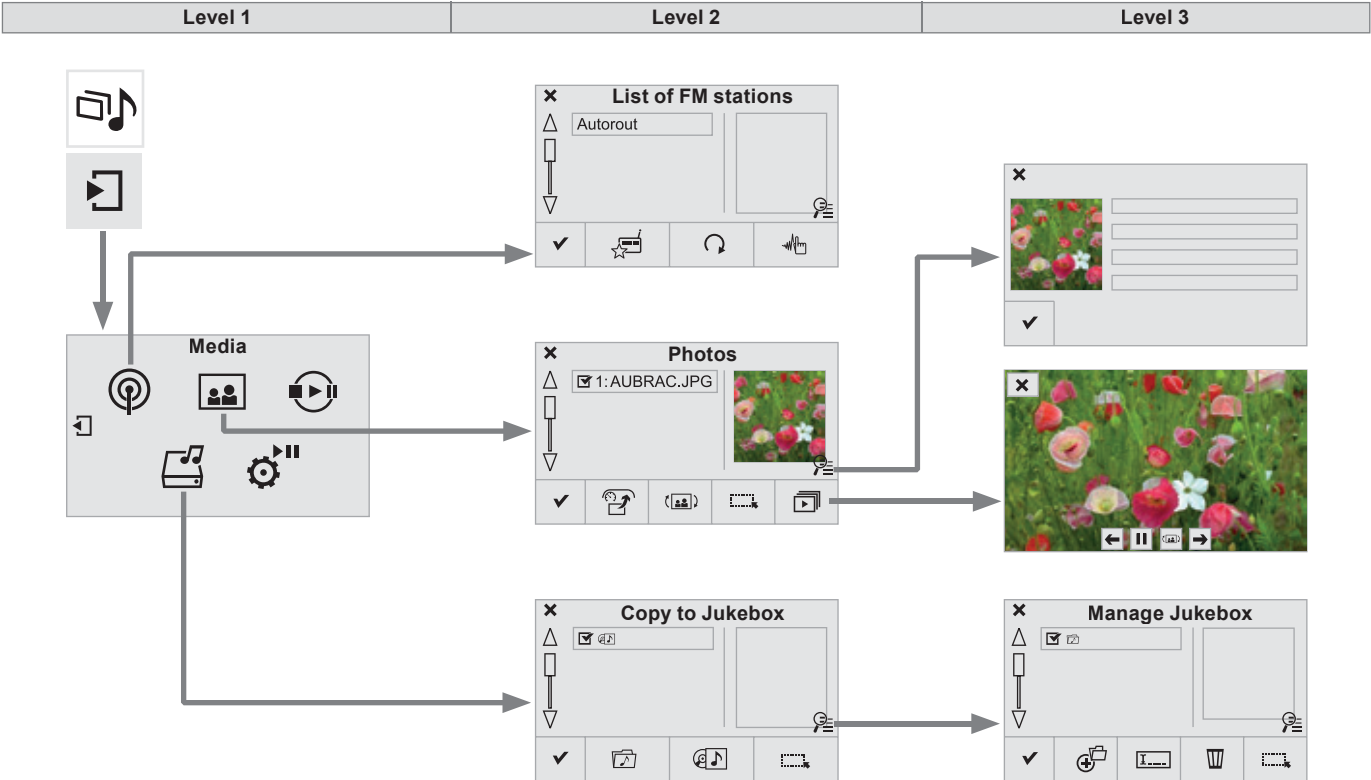 Level 1
Level 2
Level 3
List of FM stations
Autorout
Media
Photos
1: AUBRAC.JPG
Copy to Jukebox
Manage Jukebox